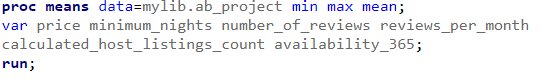 proc means data=mylib.ab_project min max mean;
var price minimum_nights number_of_reviews reviews_per_month
calculated_host_listings_count availability_365;
run;